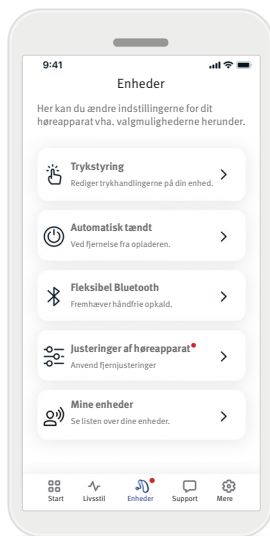 9:41
Enheder
Her kan du ændre indstillingerne for dit
høreapparat vha. valgmulighederne herunder.
Trykstyring
Rediger trykhandlingerne på din enhed.
Automatisk tændt
Ved fjernelse fra opladeren.
Fleksibel Bluetooth
Fremhæver håndfrie opkald.
Justeringer af høreapparat
Anvend fjernjusteringer
Mine enheder
Se listen over dine enheder.
Start Livsstil Enheder Support Mere